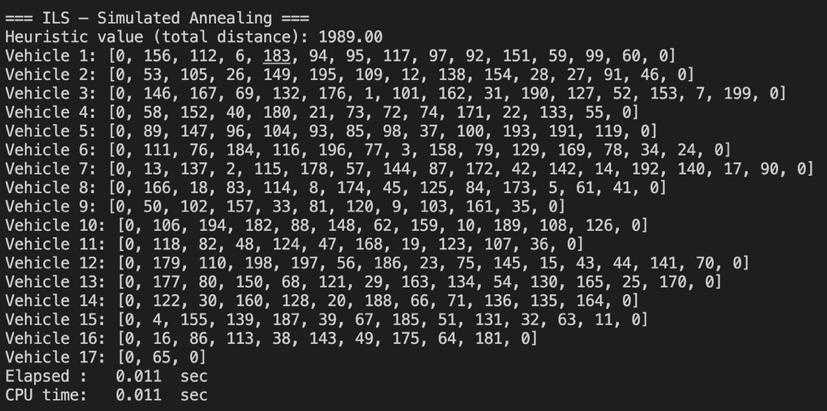 === ILS – Simulated Annealing ===
Heuristic value (total distance): 1989.00
Vehicle 1: [0, 156, 112, 6, 183, 94, 95, 117, 97, 92, 151, 59, 99, 60, 0]
Vehicle 2: [0, 53, 105, 26, 149, 195, 109, 12, 138, 154, 28, 27, 91, 46, 0]
Vehicle 3: [0, 146, 167, 69, 132, 176, 1, 101, 162, 31, 190, 127, 52, 153, 7, 199, 0]
Vehicle 4: [0, 58, 152, 40, 180, 21, 73, 72, 74, 171, 22, 133, 55, 0]
Vehicle 5: [0, 89, 147, 96, 104, 93, 85, 98, 37, 100, 193, 191, 119, 0]
Vehicle 6: [0, 111, 76, 184, 116, 196, 77, 3, 158, 79, 129, 169, 78, 34, 24, 0]
Vehicle 7: [0, 13, 137, 2, 115, 178, 57, 144, 87, 172, 42, 142, 14, 192, 140, 17, 90, 0]
Vehicle 8: [0, 166, 18, 83, 114, 8, 174, 45, 125, 84, 173, 5, 61, 41, 0]
Vehicle 9: [0, 50, 102, 157, 33, 81, 120, 9, 103, 161, 35, 0]
Vehicle 10: [0, 106, 194, 182, 88, 148, 62, 159, 10, 189, 108, 126, 0]
Vehicle 11: [0, 118, 82, 48, 124, 47, 168, 19, 123, 107, 36, 0]
Vehicle 12: [0, 179, 110, 198, 197, 56, 186, 23, 75, 145, 15, 43, 44, 141, 70, 0]
Vehicle 13: [0, 177, 80, 150, 68, 121, 29, 163, 134, 54, 130, 165, 25, 170, 0]
Vehicle 14: [0, 122, 30, 160, 128, 20, 188, 66, 71, 136, 135, 164, 0]
Vehicle 15: [0, 4, 155, 139, 187, 39, 67, 185, 51, 131, 32, 63, 11, 0]
Vehicle 16: [0, 16, 86, 113, 38, 143, 49, 175, 64, 181, 0]
Vehicle 17: [0, 65, 0]
Elapsed :   0.011  sec
CPU time:   0.011  sec